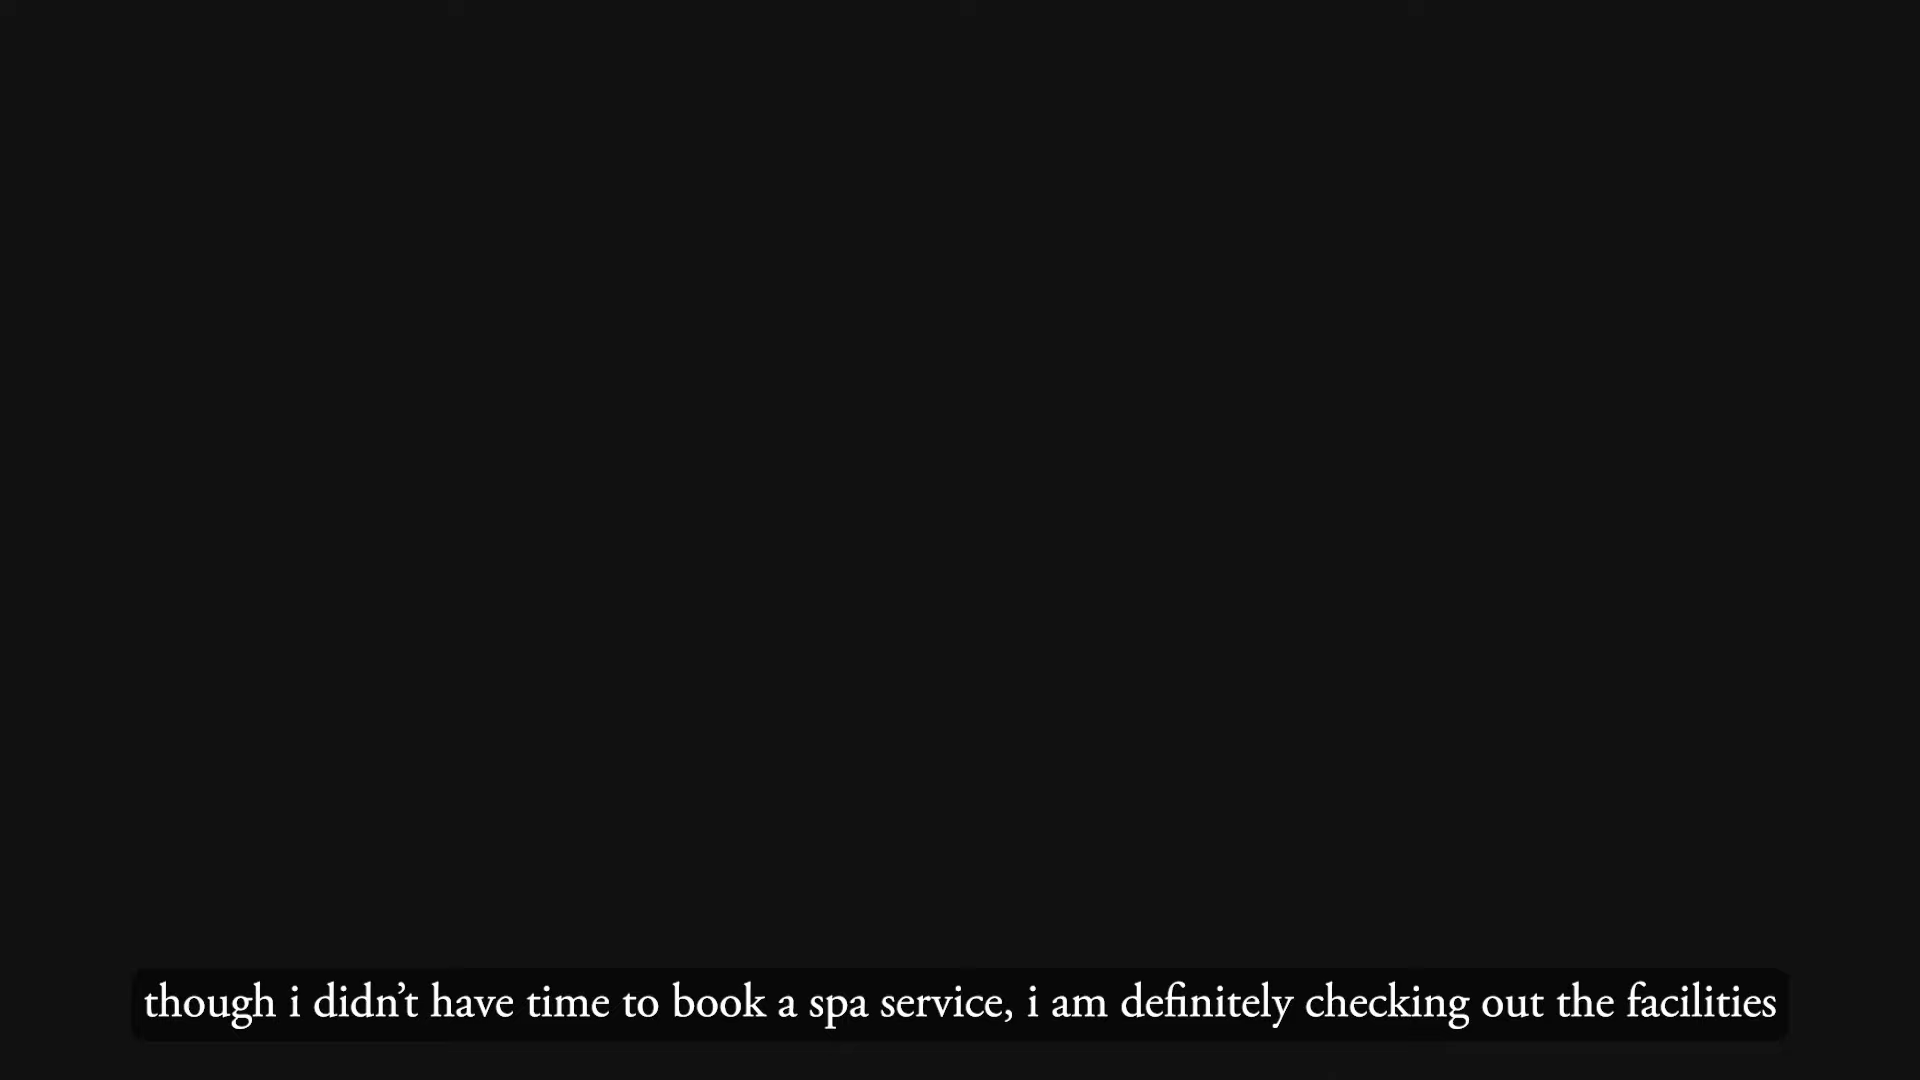 though i didn’t have time to book a spa service, i am definitely checking out the facilities